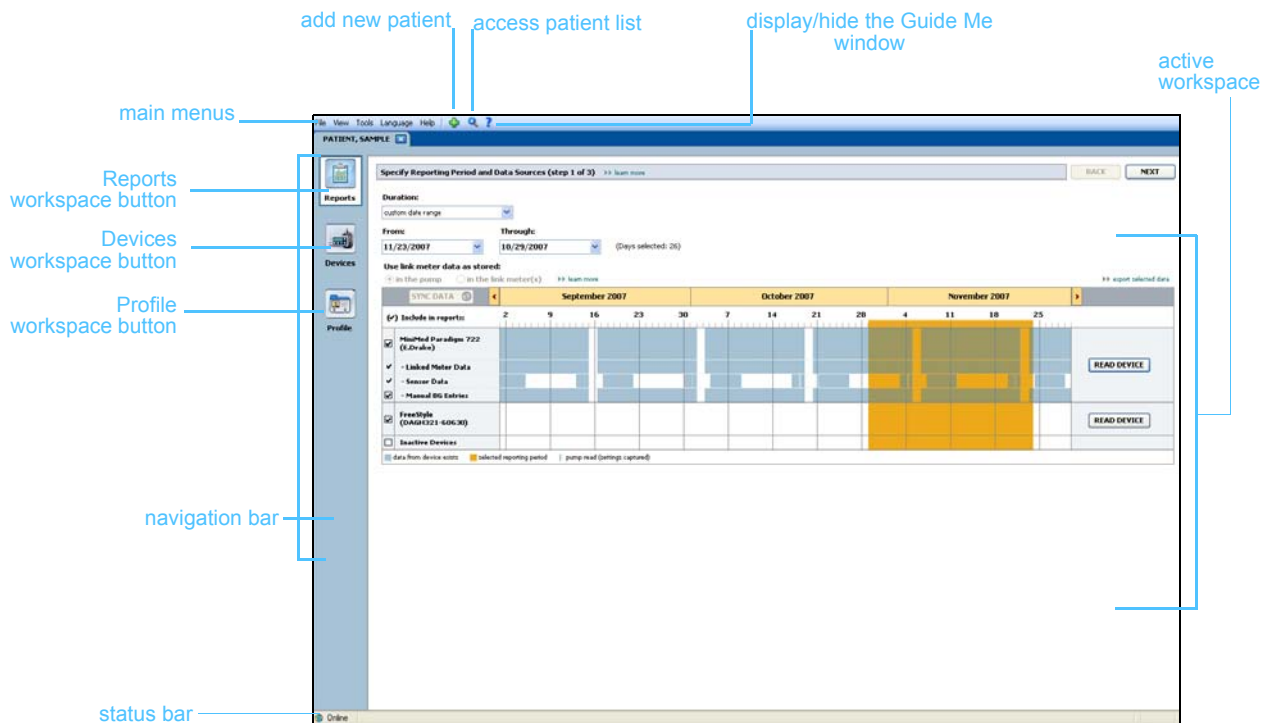 add new patient
access patient list
display/hide the Guide Me
window
active
workspace
main menus
File View Tools Language Help ?
PATIENT, SAMPLE
Reports
workspace button
Devices
workspace button
Profile
workspace button
navigation bar
status bar
Reports
Devices
Profile
Specify Reporting Period and Data Sources (step 1 of 3) learn more
BACK NEXT
Duration:
custom date range
From: Through:
11/23/2007 10/29/2007 (Days selected: 26)
Use link meter data as stored:
in the pump in the link meter(s) learn more
export selected data
SYNC DATA September 2007 October 2007 November 2007
(✓) Include in reports: 2 9 16 23 30 7 14 21 28 4 11 18 25
MiniMed Paradigm 722
(E.Drake)
- Linked Meter Data
- Sensor Data
- Manual BG Entries
READ DEVICE
FreeStyle
(DAGH321-60630)
READ DEVICE
Inactive Devices
data from device exists selected reporting period | pump read (settings captured)
Online